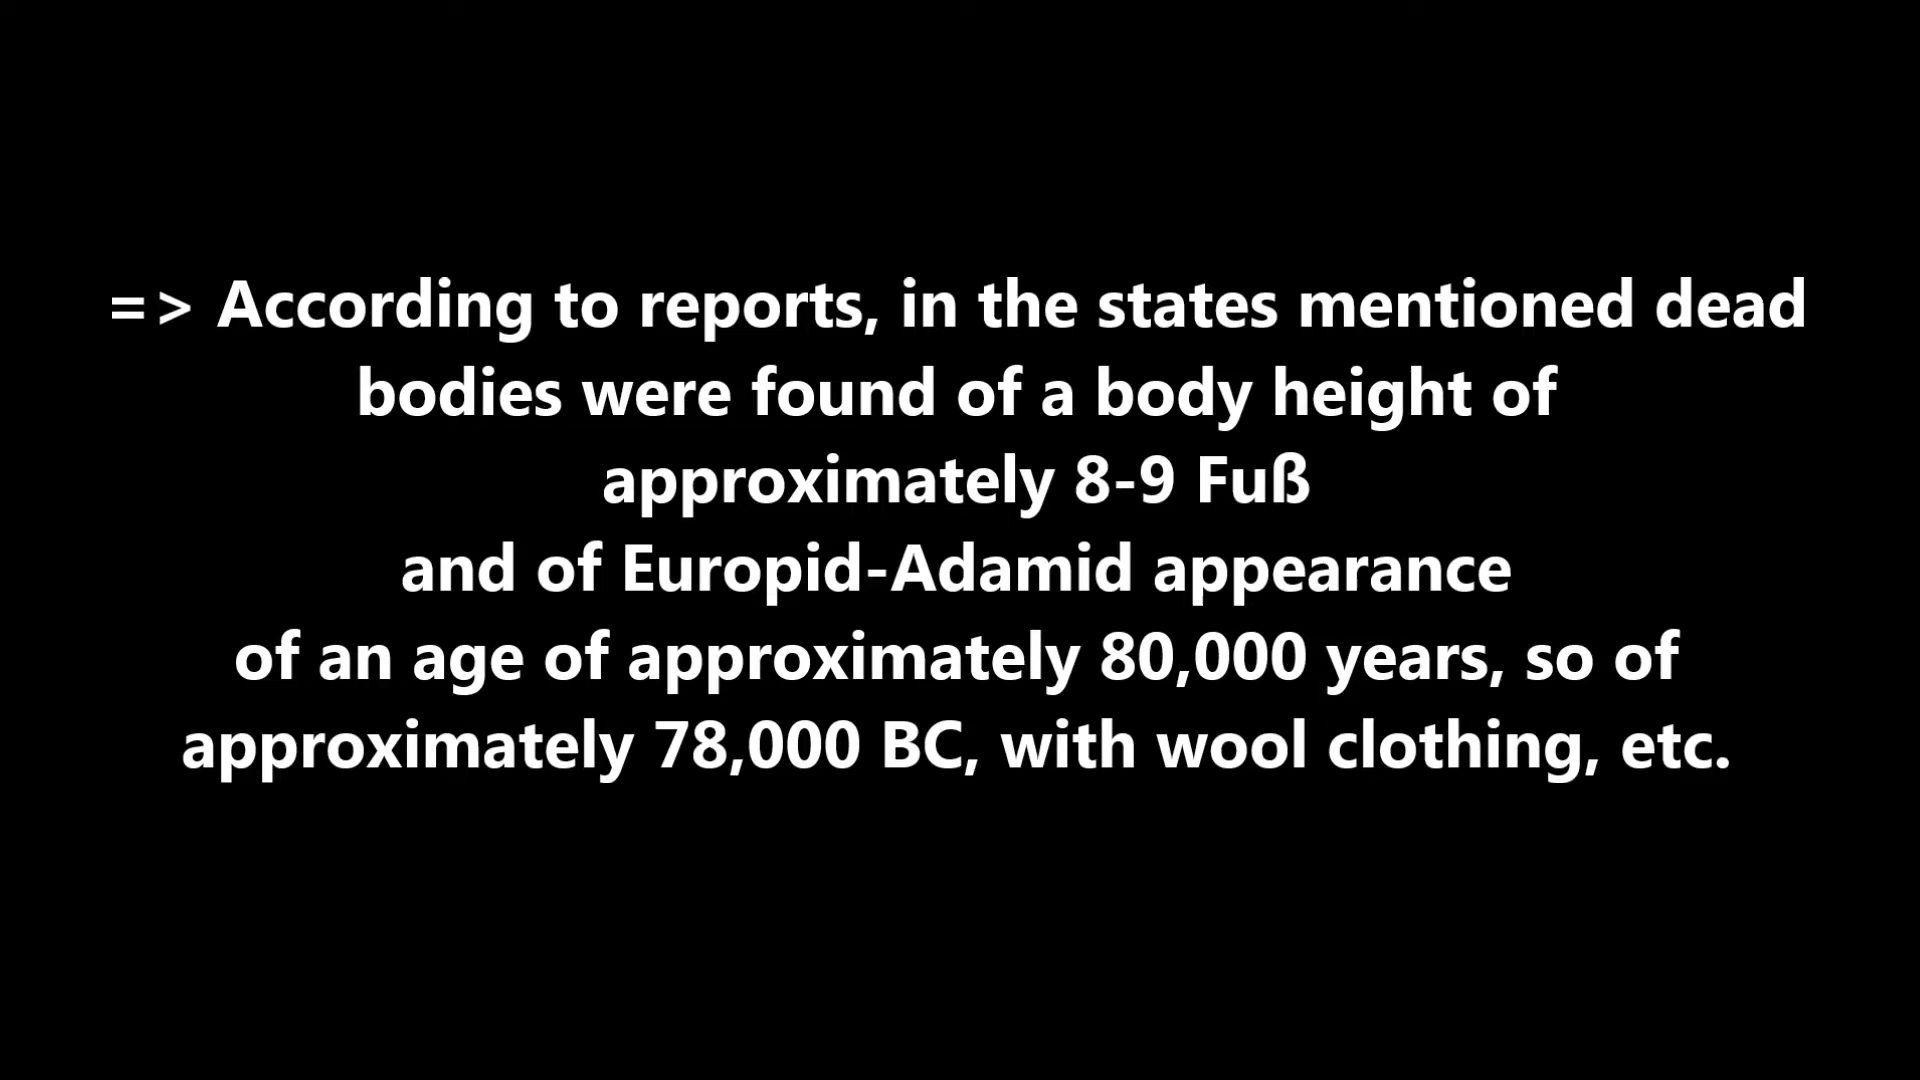 => According to reports, in the states mentioned dead
bodies were found of a body height of
approximately 8-9 Fuß
and of Europid-Adamid appearance
of an age of approximately 80,000 years, so of
approximately 78,000 BC, with wool clothing, etc.